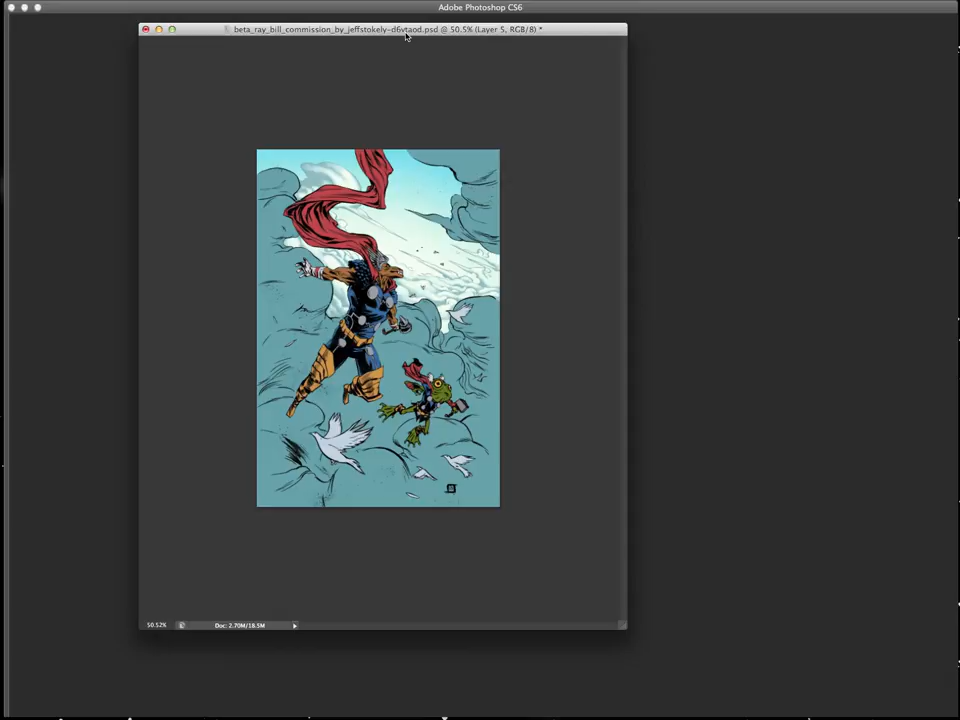 Adobe Photoshop CS6
beta_ray_bill_commission_by_jeffstokely-d6vtaod.psd @ 50.5% (Layer 5, RGB/8) *
50.52%
Doc: 2.70M/18.5M